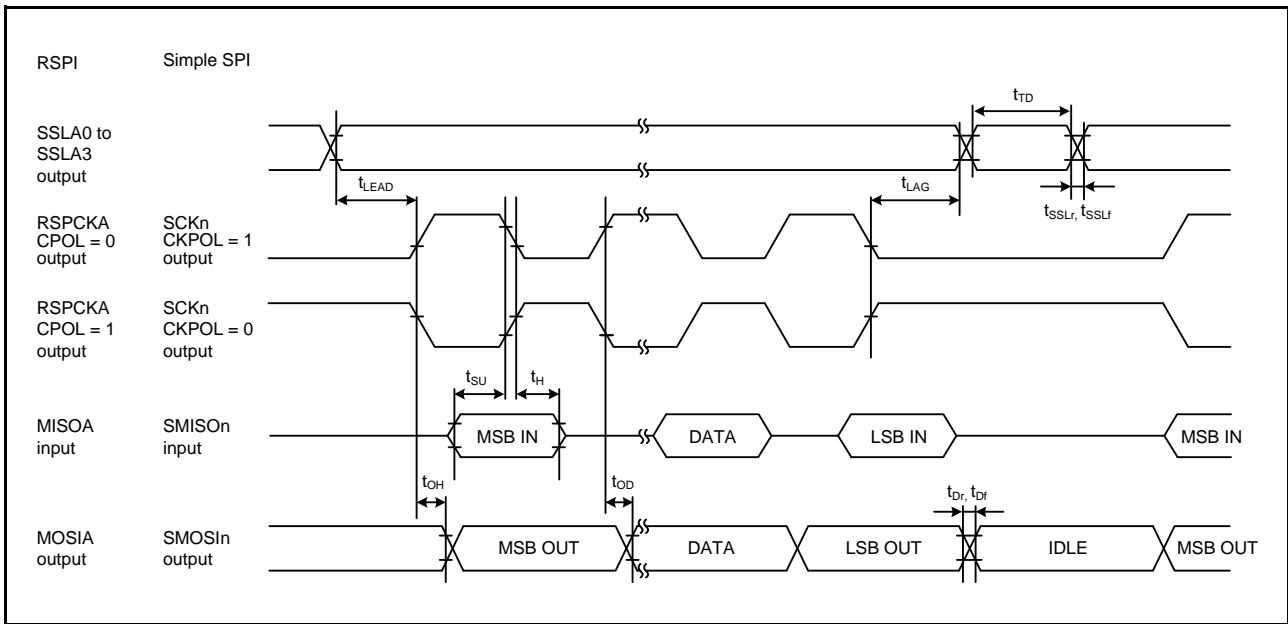 RSPI Simple SPI
tTD
SSLA0 to
SSLA3
output
tLEAD tLAG
tSSLr, tSSLf
RSPCKA SCKn
CPOL = 0 CKPOL = 1
output output
RSPCKA SCKn
CPOL = 1 CKPOL = 0
output output
tSU tH
MISOA SMISOn
input input
MSB IN DATA LSB IN MSB IN
tOH tOD tDr, tDf
MOSIA SMOSIn
output output
MSB OUT DATA LSB OUT IDLE MSB OUT